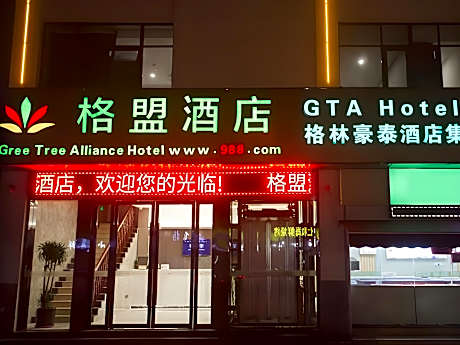 格盟酒店
Gree Tree Alliance Hotel www.998.com
酒店，欢迎您的光临! 格盟
GTA Hotel
格林豪泰酒店集